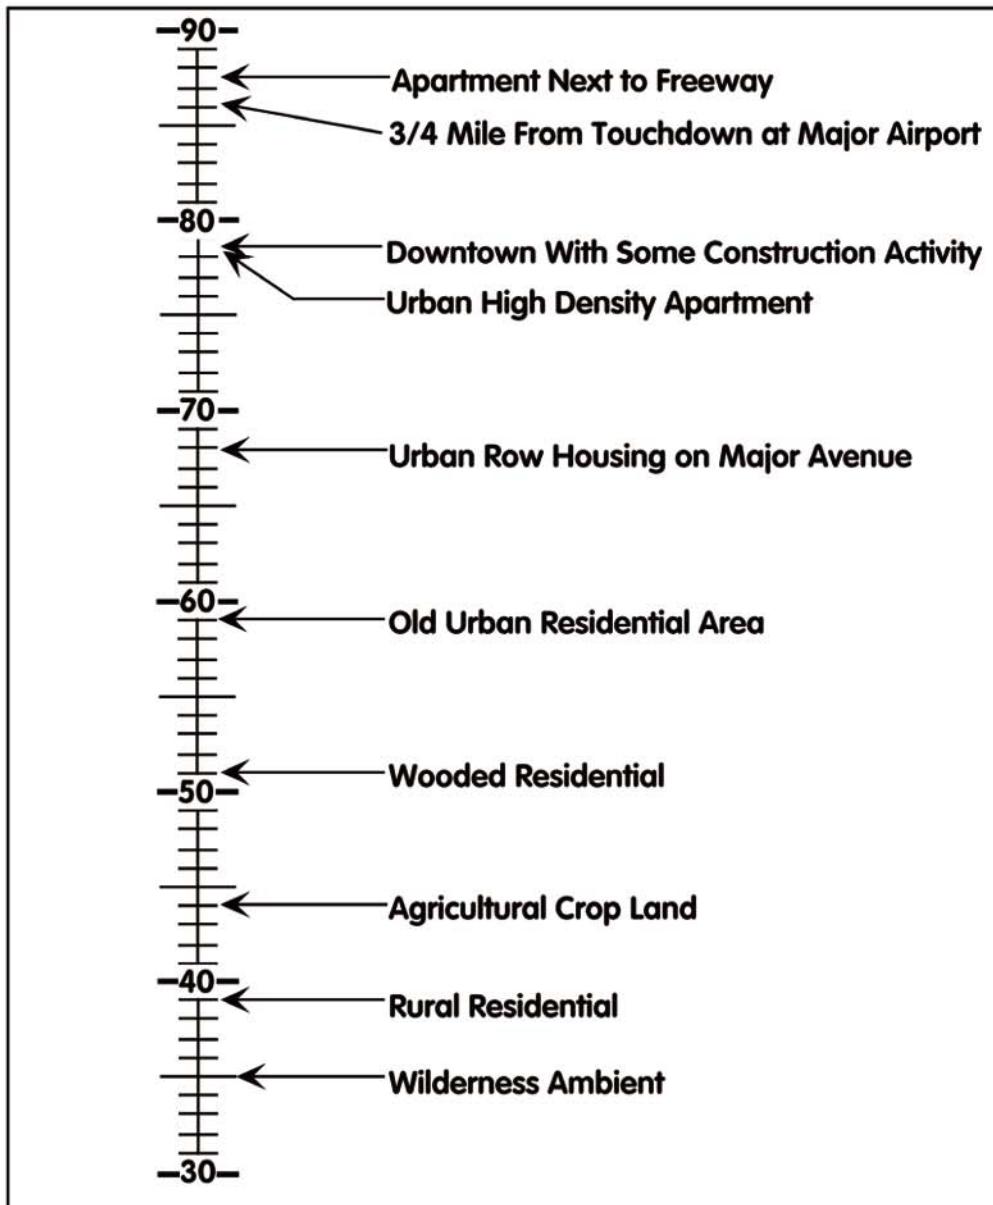 90
Apartment Next to Freeway
3/4 Mile From Touchdown at Major Airport
80
Downtown With Some Construction Activity
Urban High Density Apartment
70
Urban Row Housing on Major Avenue
60
Old Urban Residential Area
Wooded Residential
50
Agricultural Crop Land
40
Rural Residential
Wilderness Ambient
30